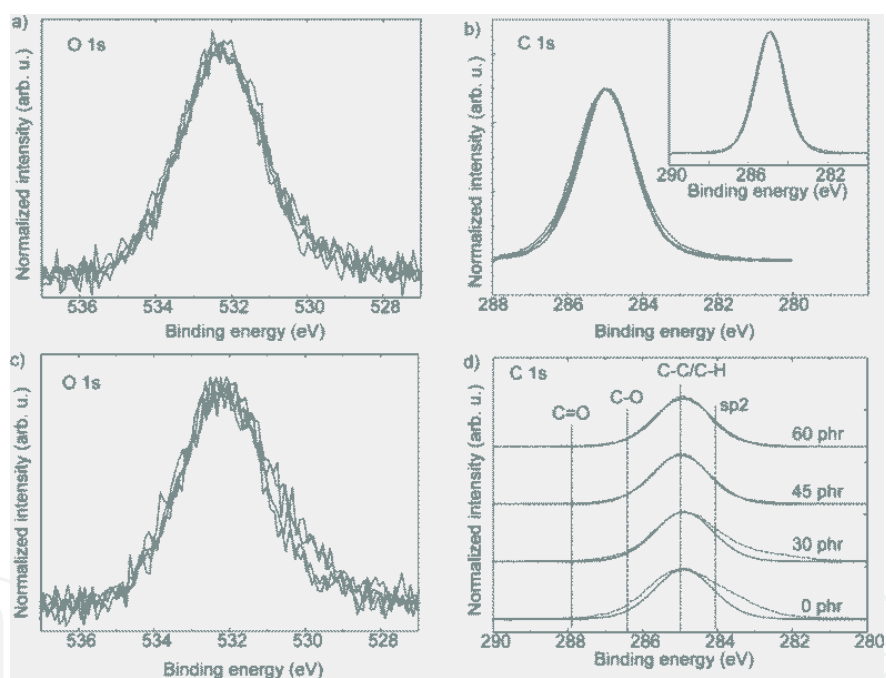 a)
O 1s
Normalized intensity (arb. u.)
536 534 532 530 528
Binding energy (eV)
b)
C 1s
Normalized intensity (arb. u.)
290 286 282
Binding energy (eV)
288 286 284 282 280
Binding energy (eV)
c)
O 1s
Normalized intensity (arb. u.)
536 534 532 530 528
Binding energy (eV)
d)
C 1s
Normalized intensity (arb. u.)
C-C/C-H
C=O
C-O
sp2
60 phr
45 phr
30 phr
0 phr
290 288 286 284 282 280
Binding energy (eV)